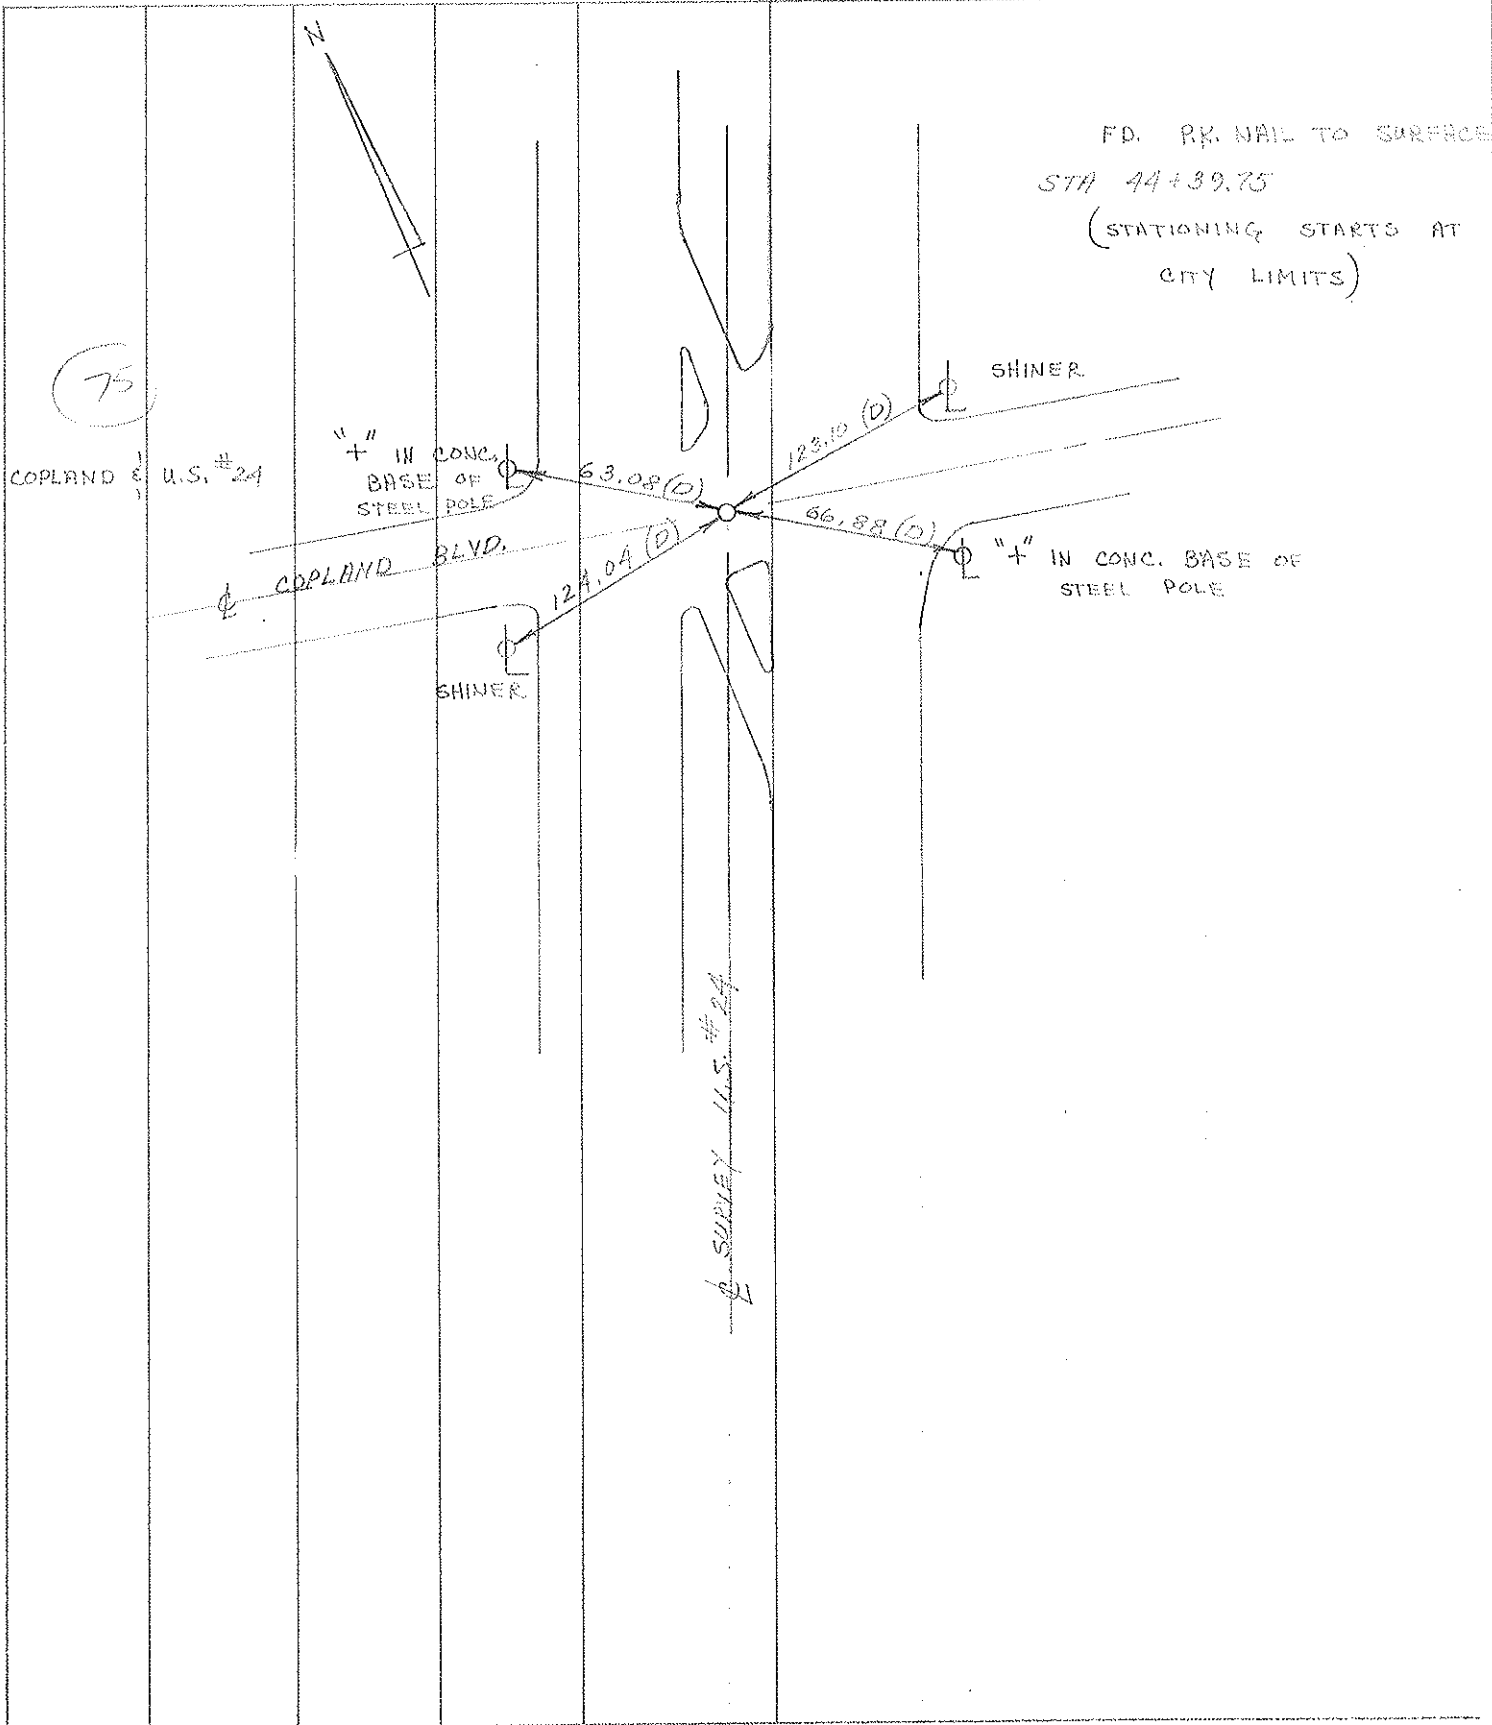 N
FD. P.K. NAIL TO SURFACE
STA 44+39.75
(STATIONING STARTS AT
CITY LIMITS)
75
SHINER
123.10 (D)
COPLAND & U.S. #24
"+" IN CONC.
BASE OF
STEEL POLE
63.08 (D)
66.88 (D)
"+" IN CONC. BASE OF
STEEL POLE
℄ COPLAND BLVD.
124.04 (D)
SHINER
℄ SURVEY U.S. #24